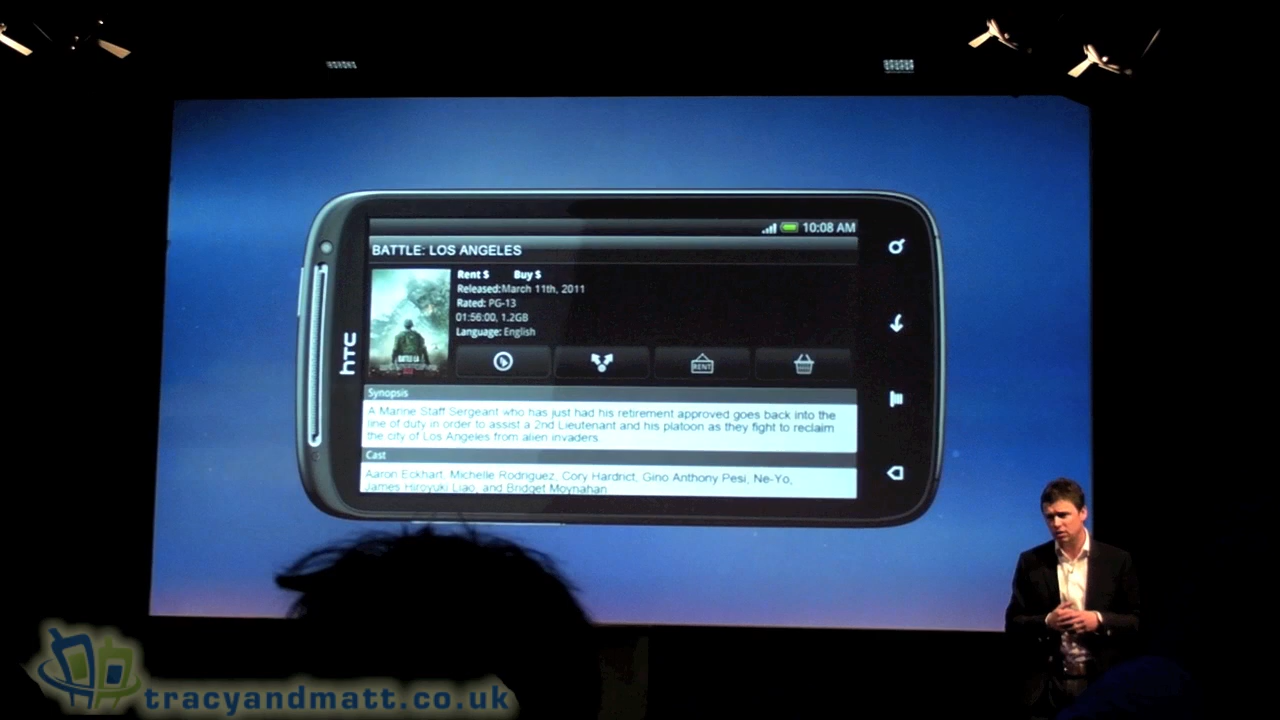 10:08 AM
BATTLE: LOS ANGELES
Rent $ Buy $
Released:March 11th, 2011
Rated: PG-13
01:56:00, 1.2GB
Language: English
BATTLE: LA
RENT
hTC
Synopsis
A Marine Staff Sergeant who has just had his retirement approved goes back into the
line of duty in order to assist a 2nd Lieutenant and his platoon as they fight to reclaim
the city of Los Angeles from alien invaders.
Cast
Aaron Eckhart, Michelle Rodriguez, Cory Hardrict, Gino Anthony Pesi, Ne-Yo,
James Hiroyuki Liao, and Bridget Moynahan
tracyandmatt.co.uk